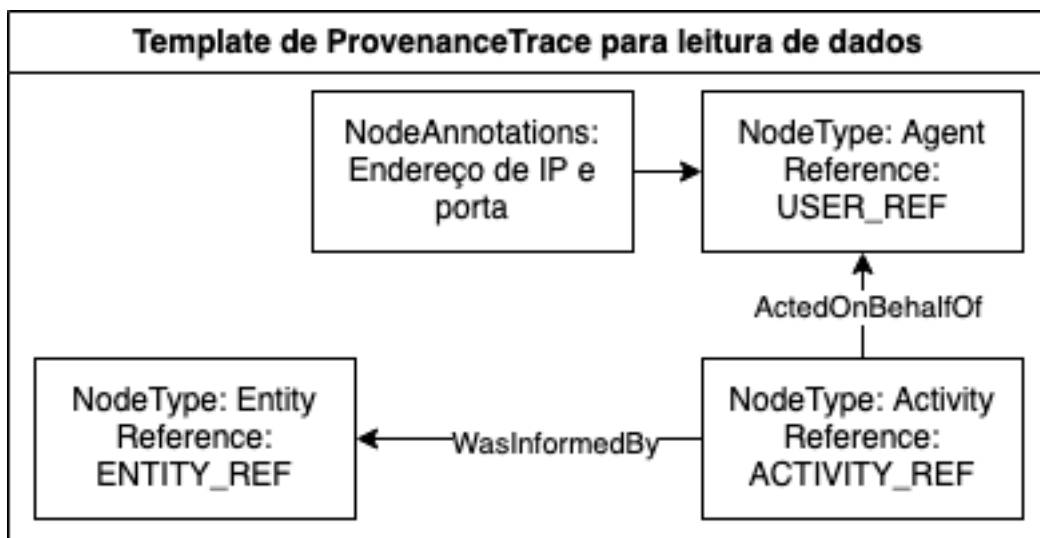 Template de ProvenanceTrace para leitura de dados
NodeAnnotations:
Endereço de IP e
porta
NodeType: Agent
Reference:
USER_REF
ActedOnBehalfOf
NodeType: Entity
Reference:
ENTITY_REF
WasInformedBy
NodeType: Activity
Reference:
ACTIVITY_REF